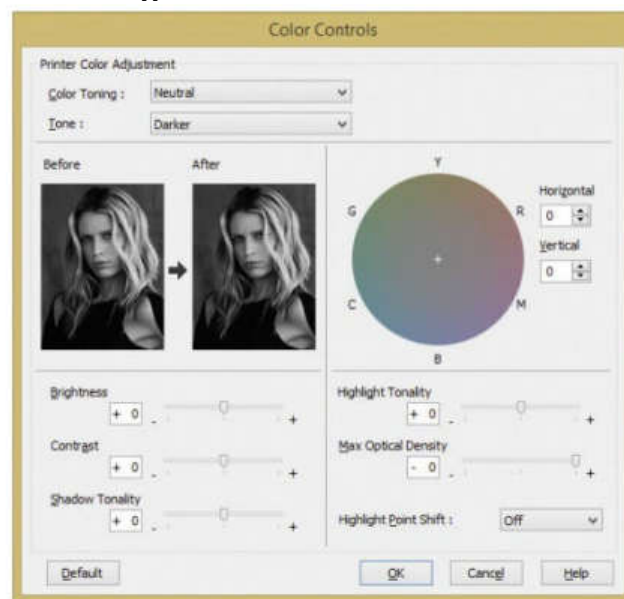 Color Controls
Printer Color Adjustment
Color Toning : Neutral
Tone : Darker
Before After
Y
G R
C M
B
Horizontal
0
Vertical
0
Brightness
+ 0 - +
Contrast
+ 0 - +
Shadow Tonality
+ 0 - +
Highlight Tonality
+ 0 - +
Max Optical Density
- 0 - +
Highlight Point Shift : Off
Default OK Cancel Help